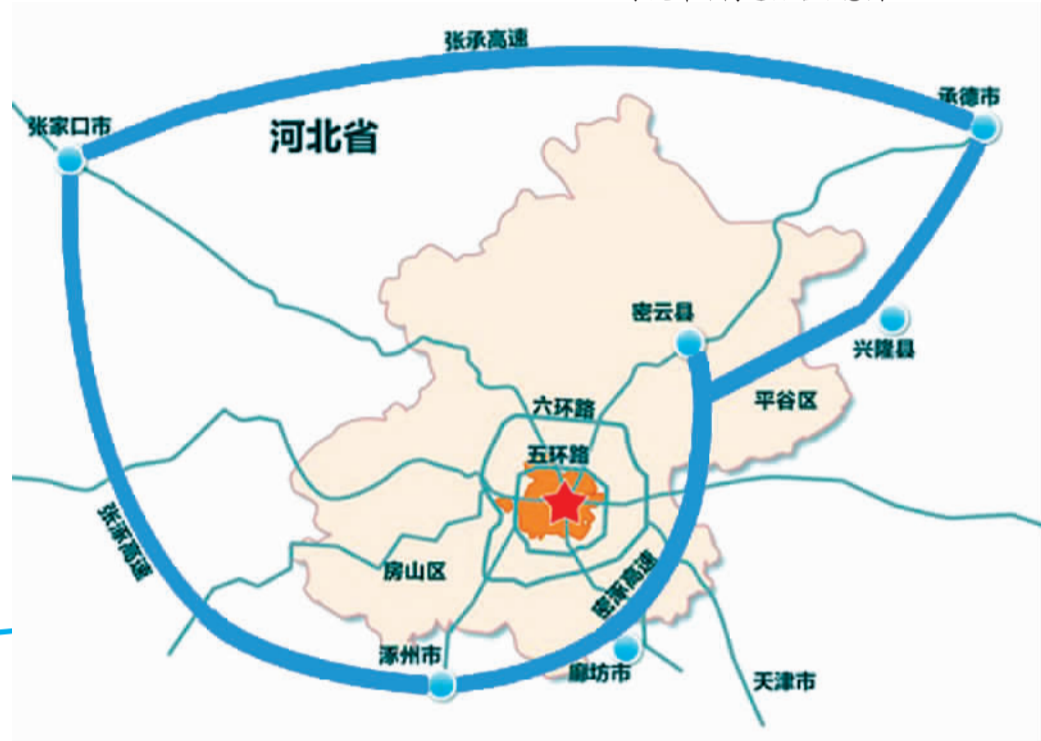 张承高速
承德市
张家口市
河北省
密云县
兴隆县
平谷区
六环路
五环路
张涿高速
房山区
密涿高速
涿州市
廊坊市
天津市